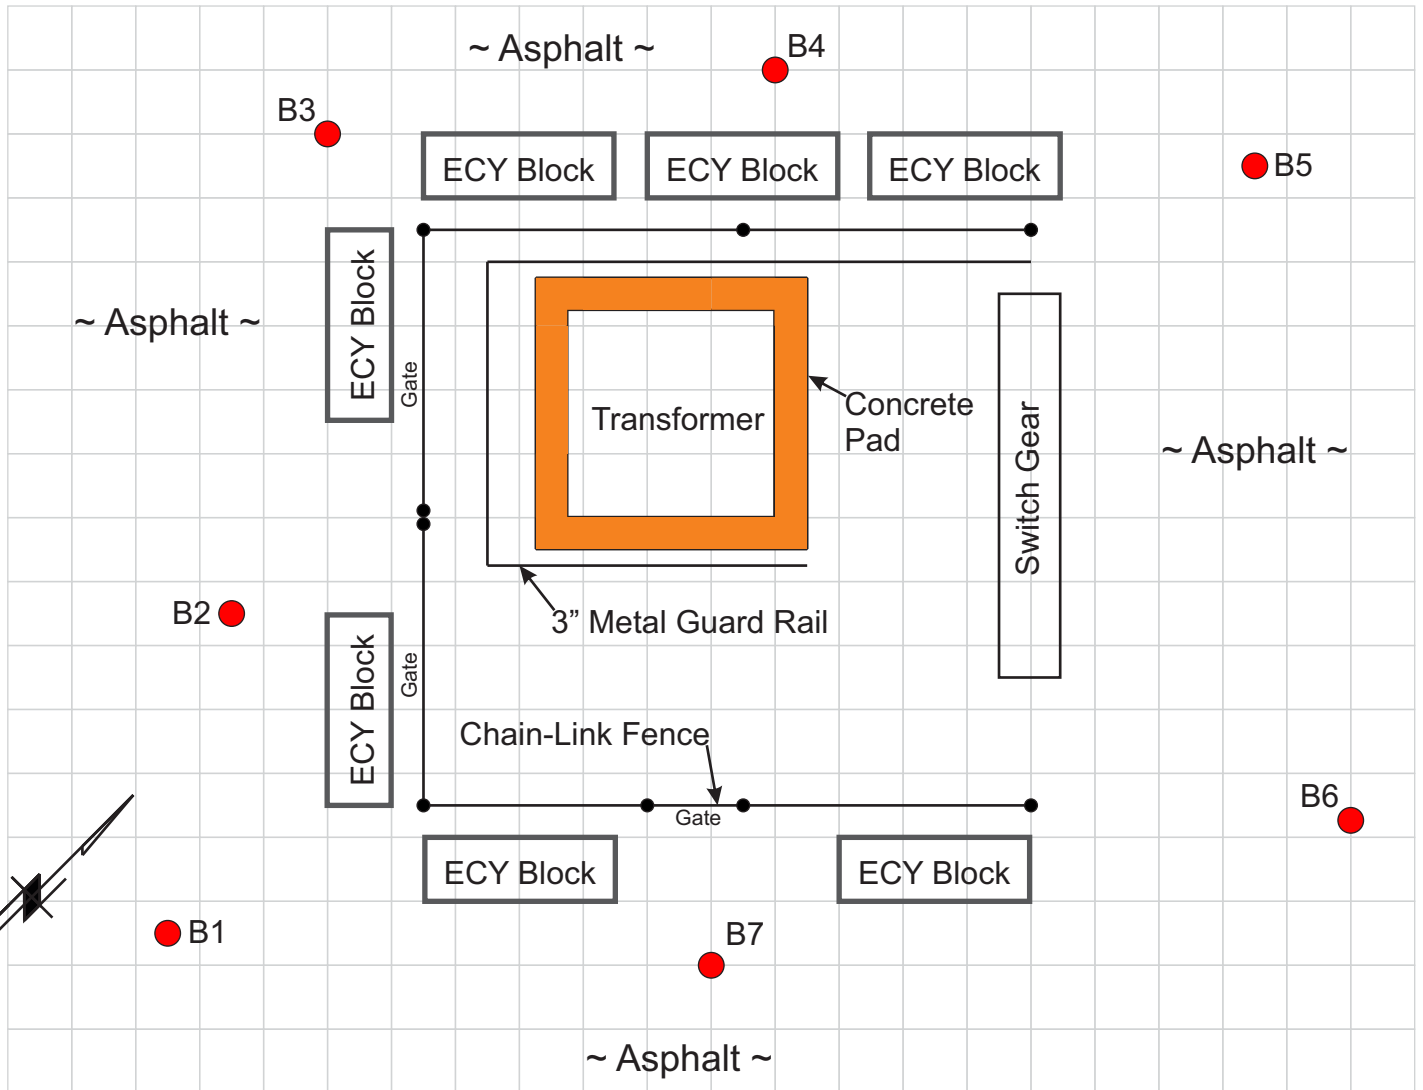 ~ Asphalt ~
B4
B3
ECY Block
ECY Block
ECY Block
B5
ECY Block
~ Asphalt ~
Gate
Transformer
Concrete
Pad
Switch Gear
~ Asphalt ~
B2
3” Metal Guard Rail
ECY Block
Gate
Chain-Link Fence
Gate
B6
ECY Block
ECY Block
B1
B7
~ Asphalt ~